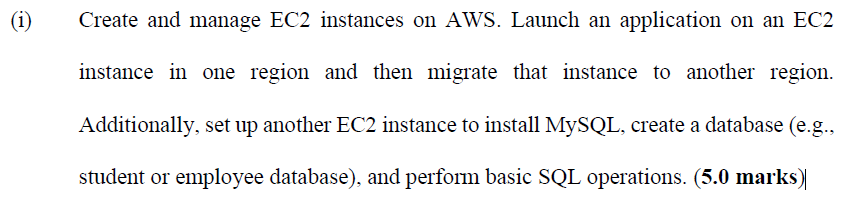 (i) Create and manage EC2 instances on AWS. Launch an application on an EC2
instance in one region and then migrate that instance to another region.
Additionally, set up another EC2 instance to install MySQL, create a database (e.g.,
student or employee database), and perform basic SQL operations. (5.0 marks)